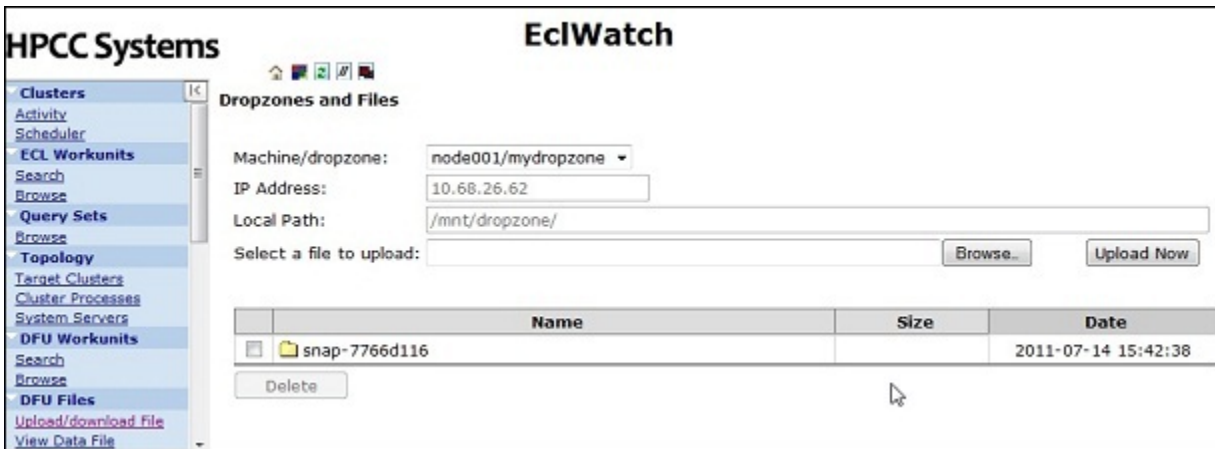 HPCC Systems
EclWatch
Clusters
Activity
Scheduler
ECL Workunits
Search
Browse
Query Sets
Browse
Topology
Target Clusters
Cluster Processes
System Servers
DFU Workunits
Search
Browse
DFU Files
Upload/download File
View Data File
Dropzones and Files
Machine/dropzone: node001/mydropzone
IP Address: 10.68.26.62
Local Path: /mnt/dropzone/
Select a file to upload: Browse.. Upload Now
Name Size Date
snap-7766d116 2011-07-14 15:42:38
Delete